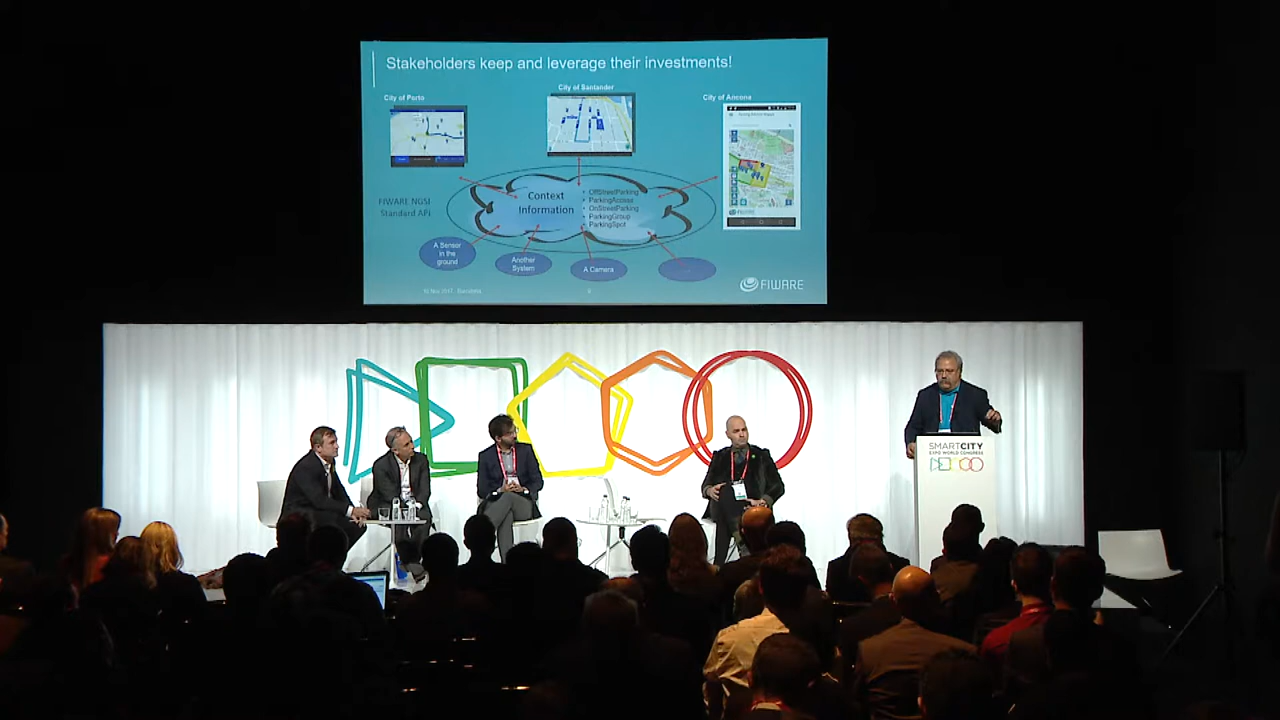 Stakeholders keep and leverage their investments!
City of Porto
City of Santander
City of Ancona
FIWARE NGSI
Standard API
Context
Information
• OffStreetParking
• ParkingAccess
• OnStreetParking
• ParkingGroup
• ParkingSpot
A Sensor
in the
ground
Another
System
A Camera
FIWARE
SMARTCITY
EXPO WORLD CONGRESS